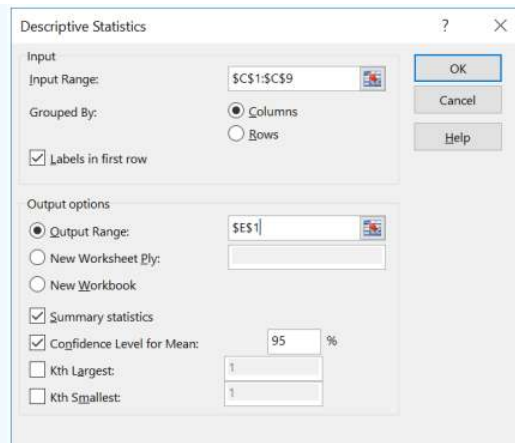 Descriptive Statistics ? ×
Input
Input Range: $C$1:$C$9
Grouped By: Columns
Rows
Labels in first row
OK
Cancel
Help
Output options
Output Range: $E$1
New Worksheet Ply:
New Workbook
Summary statistics
Confidence Level for Mean: 95 %
Kth Largest: 1
Kth Smallest: 1